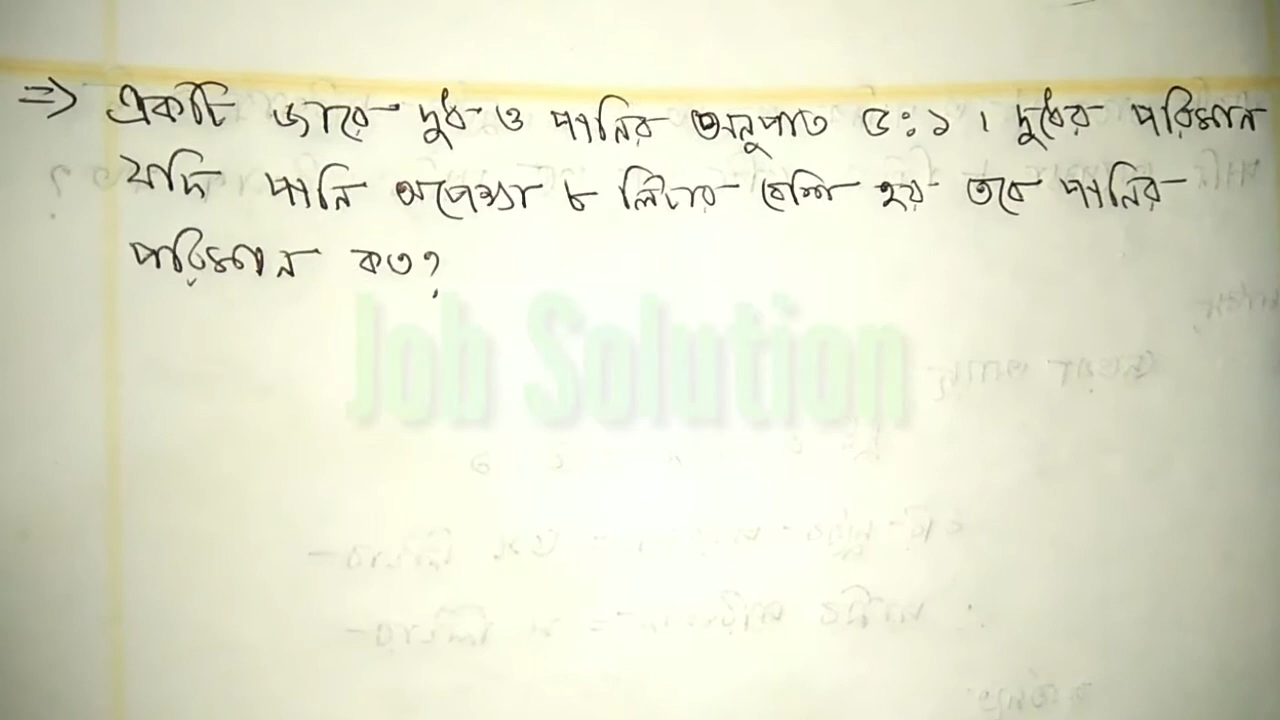 => একটি জারে দুধ ও পানির অনুপাত ৫:১। দুধের পরিমান
যদি পানি অপেক্ষা ৮ লিটার বেশি হয় তবে পানির
পরিমান কত?
Job Solution